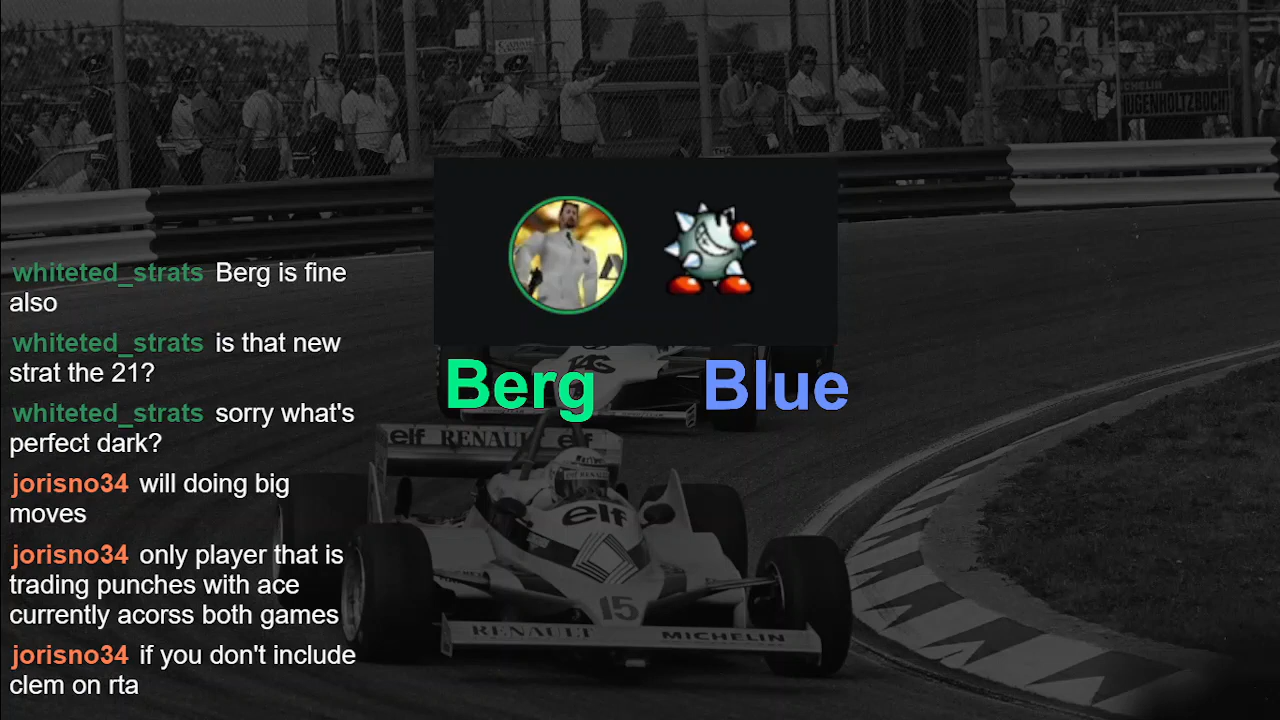 whiteted_strats Berg is fine
also
whiteted_strats is that new
strat the 21?
whiteted_strats sorry what's
perfect dark?
jorisno34 will doing big
moves
jorisno34 only player that is
trading punches with ace
currently acorss both games
jorisno34 if you don't include
clem on rta
Berg
Blue
elf RENAULT elf
elf
15
RENAULT
MICHELIN